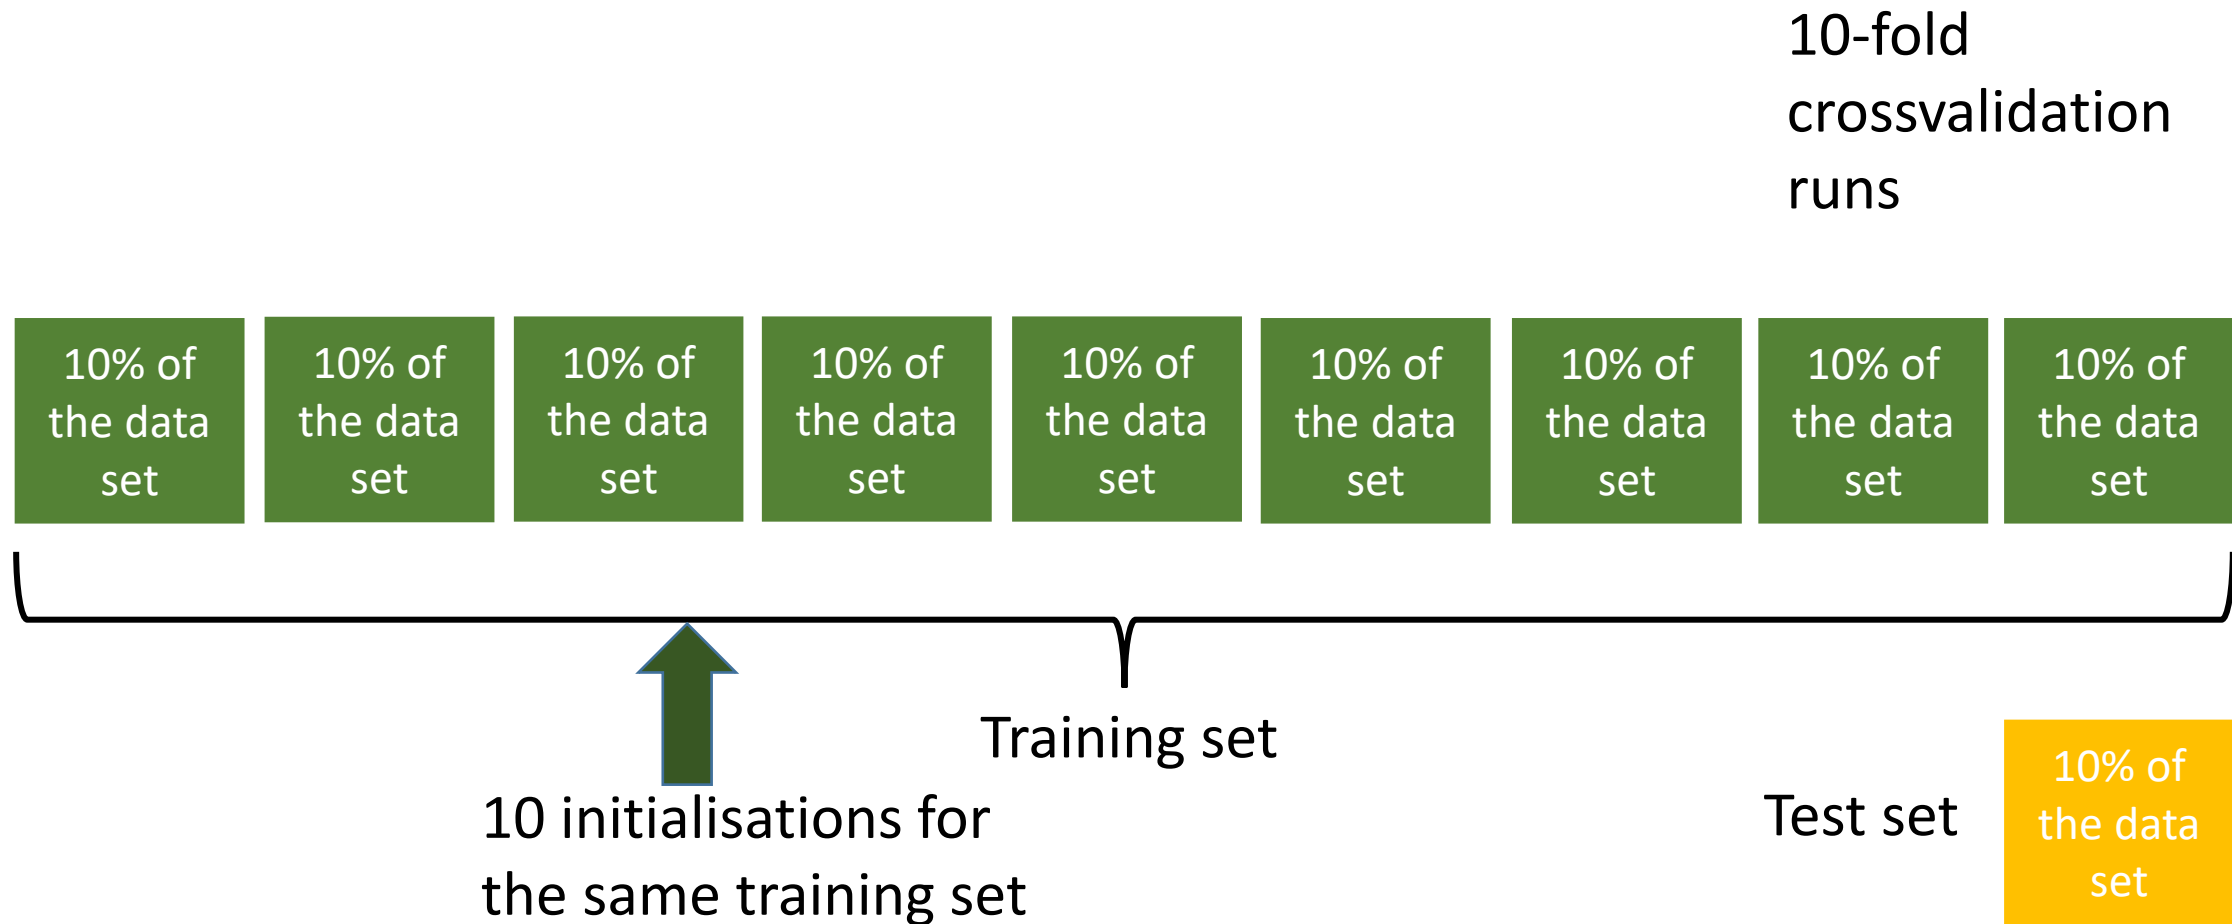 10-fold
crossvalidation
runs
10% of
the data
set
10% of
the data
set
10% of
the data
set
10% of
the data
set
10% of
the data
set
10% of
the data
set
10% of
the data
set
10% of
the data
set
10% of
the data
set
Training set
10 initialisations for
the same training set
Test set
10% of
the data
set